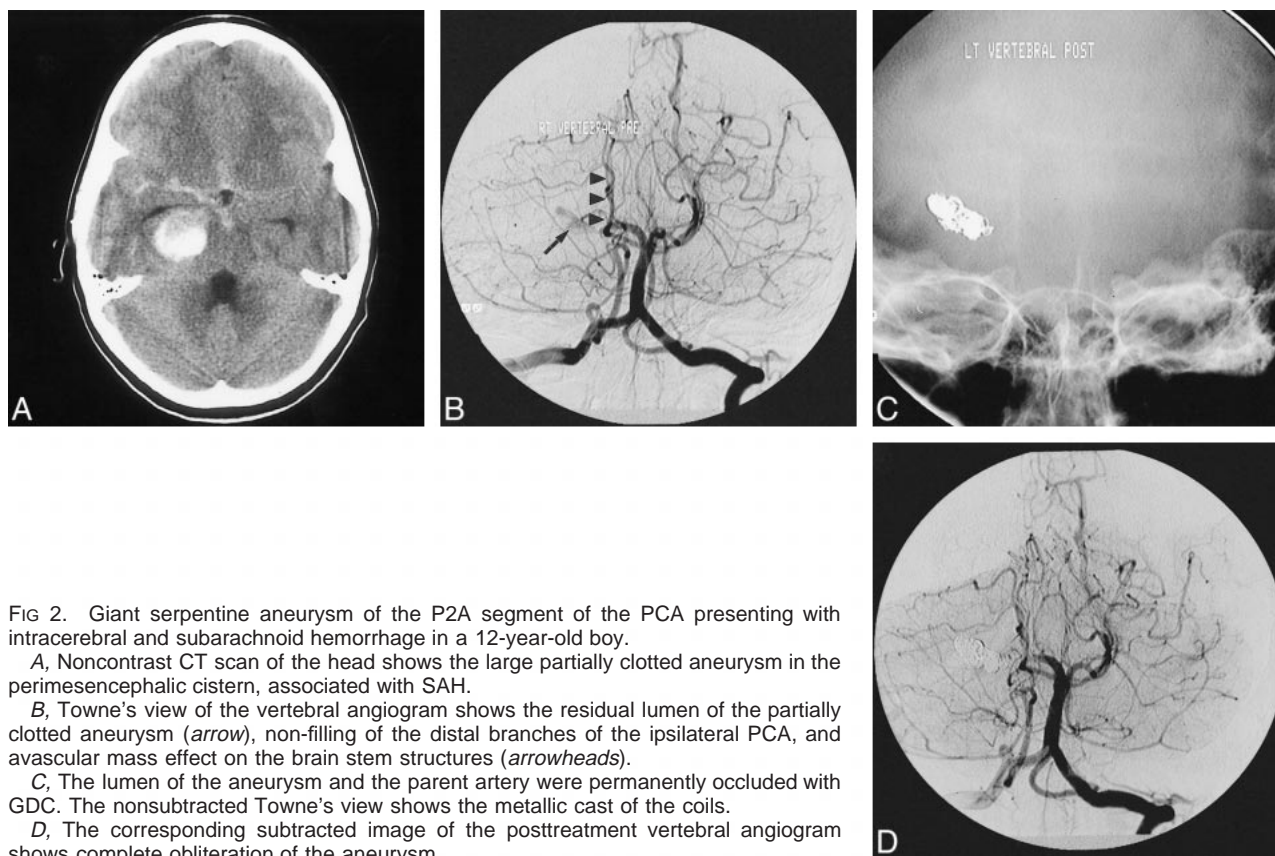 A
RT VERTEBRAL PRE
B
LT VERTEBRAL POST
C
D
FIG 2. Giant serpentine aneurysm of the P2A segment of the PCA presenting with
intracerebral and subarachnoid hemorrhage in a 12-year-old boy.
A, Noncontrast CT scan of the head shows the large partially clotted aneurysm in the
perimesencephalic cistern, associated with SAH.
B, Towne's view of the vertebral angiogram shows the residual lumen of the partially
clotted aneurysm (arrow), non-filling of the distal branches of the ipsilateral PCA, and
avascular mass effect on the brain stem structures (arrowheads).
C, The lumen of the aneurysm and the parent artery were permanently occluded with
GDC. The nonsubtracted Towne's view shows the metallic cast of the coils.
D, The corresponding subtracted image of the posttreatment vertebral angiogram
shows complete obliteration of the aneurysm.